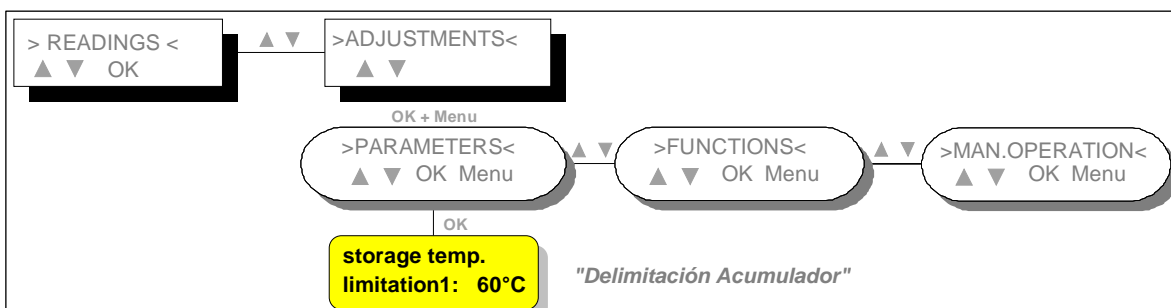 > READINGS <
▲ ▼ OK
▲ ▼
>ADJUSTMENTS<
▲ ▼
OK + Menu
>PARAMETERS<
▲ ▼ OK Menu
▲ ▼
>FUNCTIONS<
▲ ▼ OK Menu
▲ ▼
>MAN.OPERATION<
▲ ▼ OK Menu
OK
storage temp.
limitation1: 60°C
"Delimitación Acumulador"